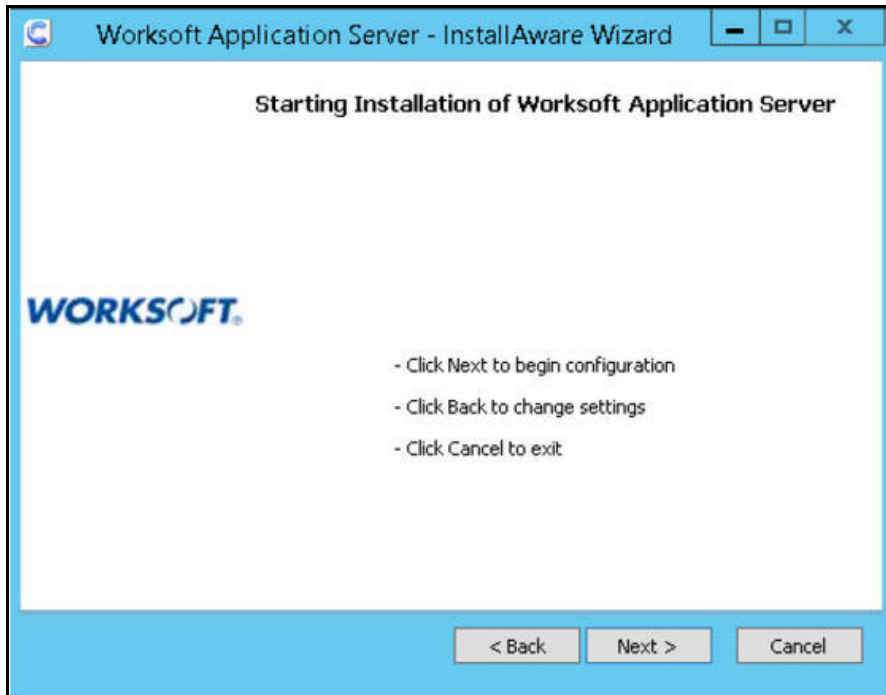 Worksoft Application Server - InstallAware Wizard
Starting Installation of Worksoft Application Server
WORKSOFT®
- Click Next to begin configuration
- Click Back to change settings
- Click Cancel to exit
< Back Next > Cancel